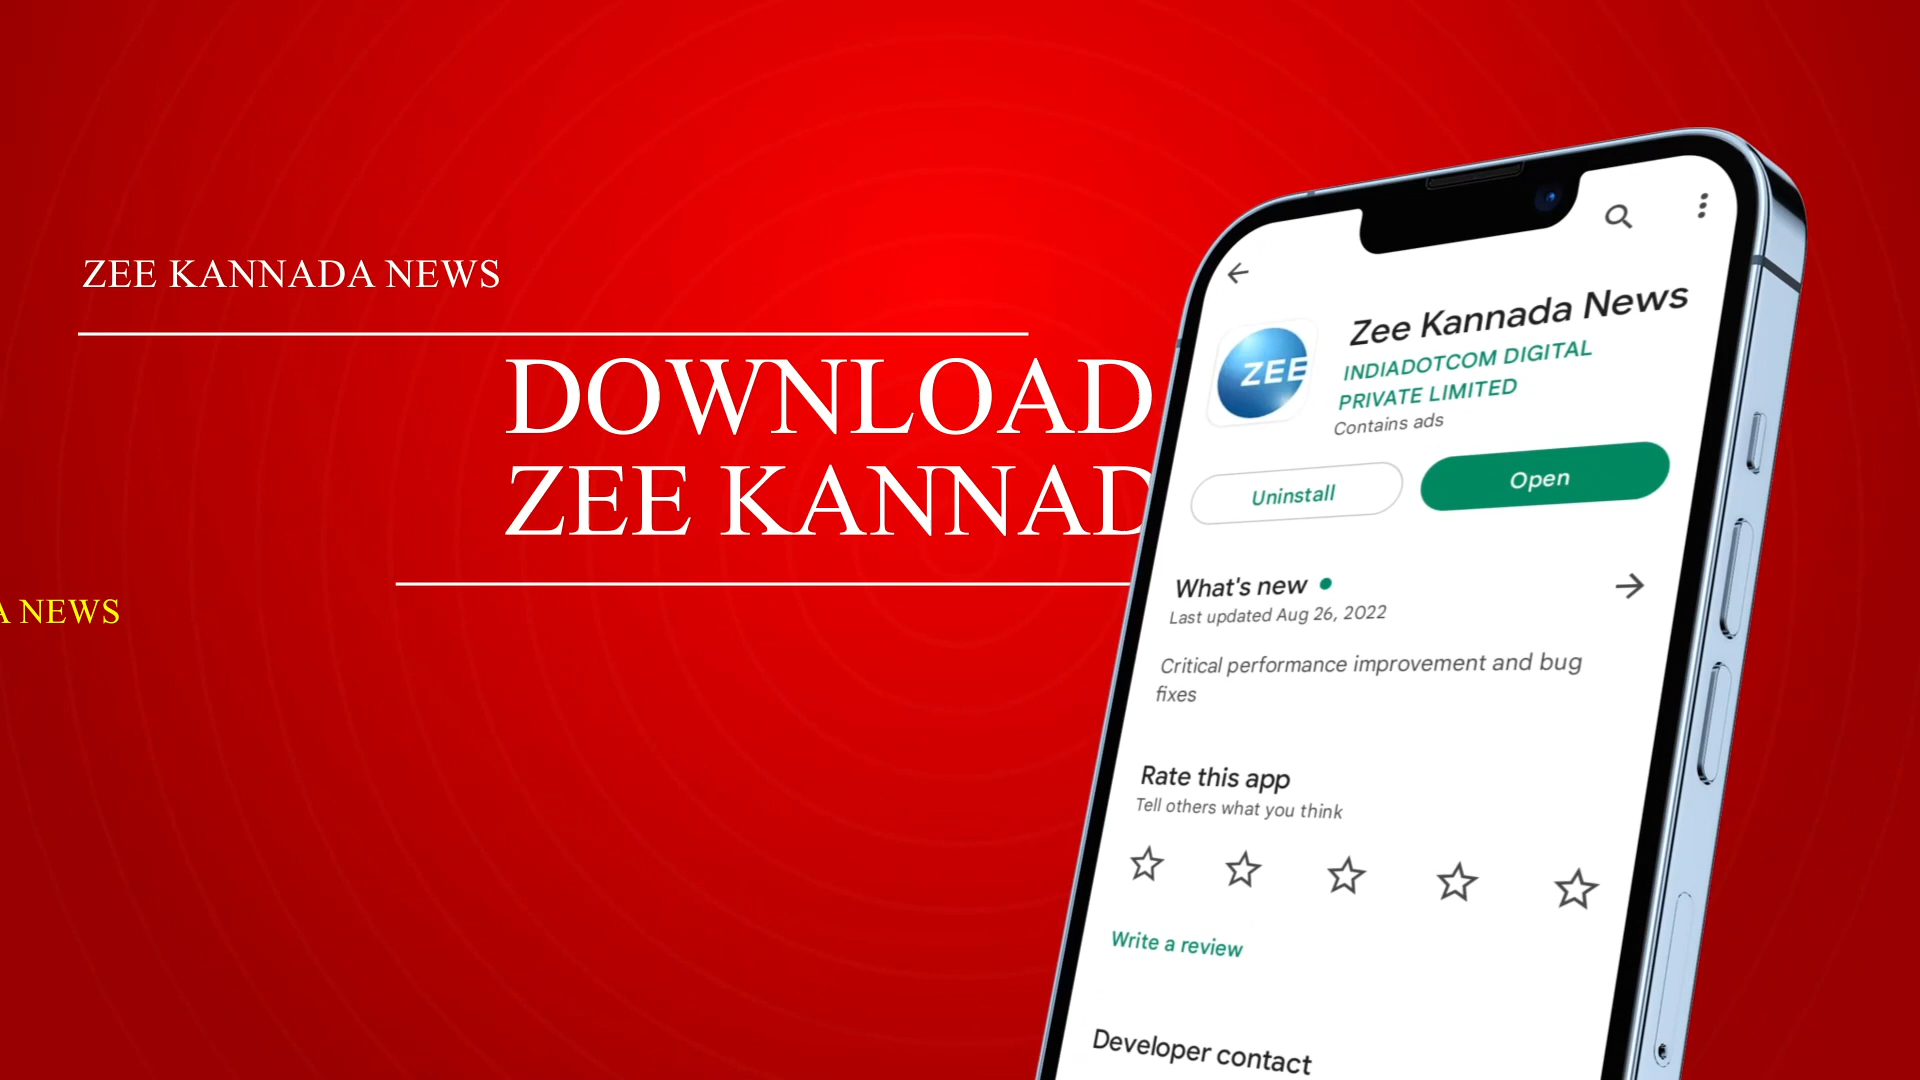 ZEE KANNADA NEWS
DOWNLOAD
ZEE KANNAD
A NEWS
Zee Kannada News
ZEE
INDIADOTCOM DIGITAL
PRIVATE LIMITED
Contains ads
Uninstall
Open
What's new
Last updated Aug 26, 2022
Critical performance improvement and bug
fixes
Rate this app
Tell others what you think
Write a review
Developer contact